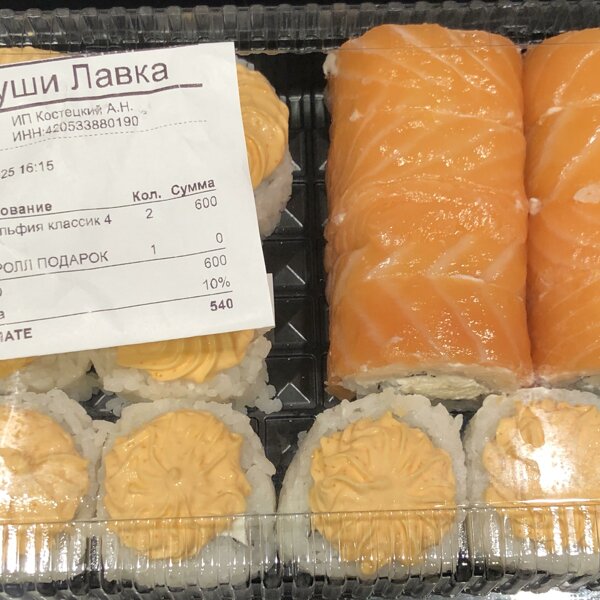 уши Лавка
ИП Костецкий А.Н.
ИНН:420533880190
25 16:15
ование Кол. Сумма
льфия классик 4 2 600
РОЛЛ ПОДАРОК 1 0
600
10%
540